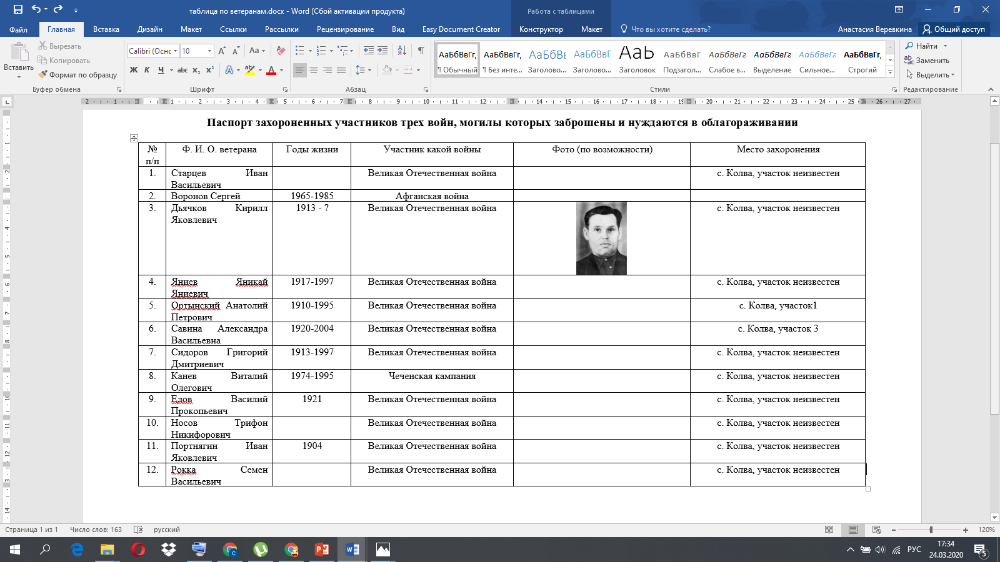 таблица по ветеранам.docx - Word (Сбой активации продукта)
Работа с таблицами
Файл Главная Вставка Дизайн Макет Ссылки Рассылки Рецензирование Вид Easy Document Creator Конструктор Макет Что вы хотите сделать? Анастасия Веревкина Общий доступ
Вставить
Вырезать
Копировать
Формат по образцу
Буфер обмена
Calibri (Оснс 10
Шрифт
Абзац
АаБбВвГг, АаБбВвГг, АаБбВв АаБбВвГ АаБ АаБбВвГ АаБбВвГг АаБбВвГг АаБбВвГг АаБбВвГг,
¶ Обычный ¶ Без инте... Заголово... Заголово... Заголовок Подзагол... Слабое в... Выделение Сильное... Строгий
Стили
Найти
Заменить
Выделить
Редактирование
Паспорт захороненных участников трех войн, могилы которых заброшены и нуждаются в облагораживании
№ п/п Ф. И. О. ветерана Годы жизни Участник какой войны Фото (по возможности) Место захоронения
1. Старцев Иван Великая Отечественная война с. Колва, участок неизвестен
Васильевич
2. Воронов Сергей 1965-1985 Афганская война
3. Дьячков Кирилл 1913 - ? Великая Отечественная война с. Колва, участок неизвестен
Яковлевич
4. Яниев Яникай 1917-1997 Великая Отечественная война с. Колва, участок неизвестен
Яниевич
5. Ортынский Анатолий 1910-1995 Великая Отечественная война с. Колва, участок1
Петрович
6. Савина Александра 1920-2004 Великая Отечественная война с. Колва, участок 3
Васильевна
7. Сидоров Григорий 1913-1997 Великая Отечественная война с. Колва, участок неизвестен
Дмитриевич
8. Канев Виталий 1974-1995 Чеченская кампания с. Колва, участок неизвестен
Олегович
9. Едов Василий 1921 Великая Отечественная война с. Колва, участок неизвестен
Прокопьевич
10. Носов Трифон Великая Отечественная война с. Колва, участок неизвестен
Никифорович
11. Портнягин Иван 1904 Великая Отечественная война с. Колва, участок неизвестен
Яковлевич
12. Рокка Семен Великая Отечественная война с. Колва, участок неизвестен
Васильевич
Страница 1 из 1 Число слов: 163 русский 120%
РУС
17:34
24.03.2020
5